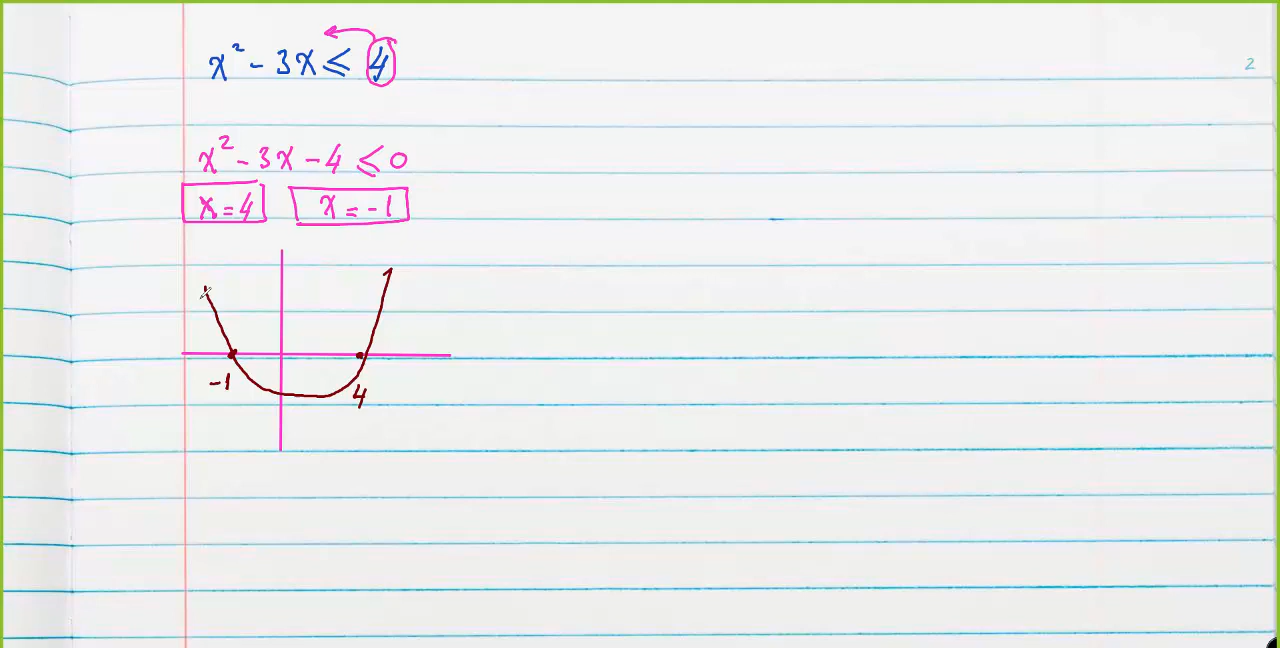 x² - 3x ≤ 4
2
x² - 3x - 4 ≤ 0
x = 4 x = -1
-1 4